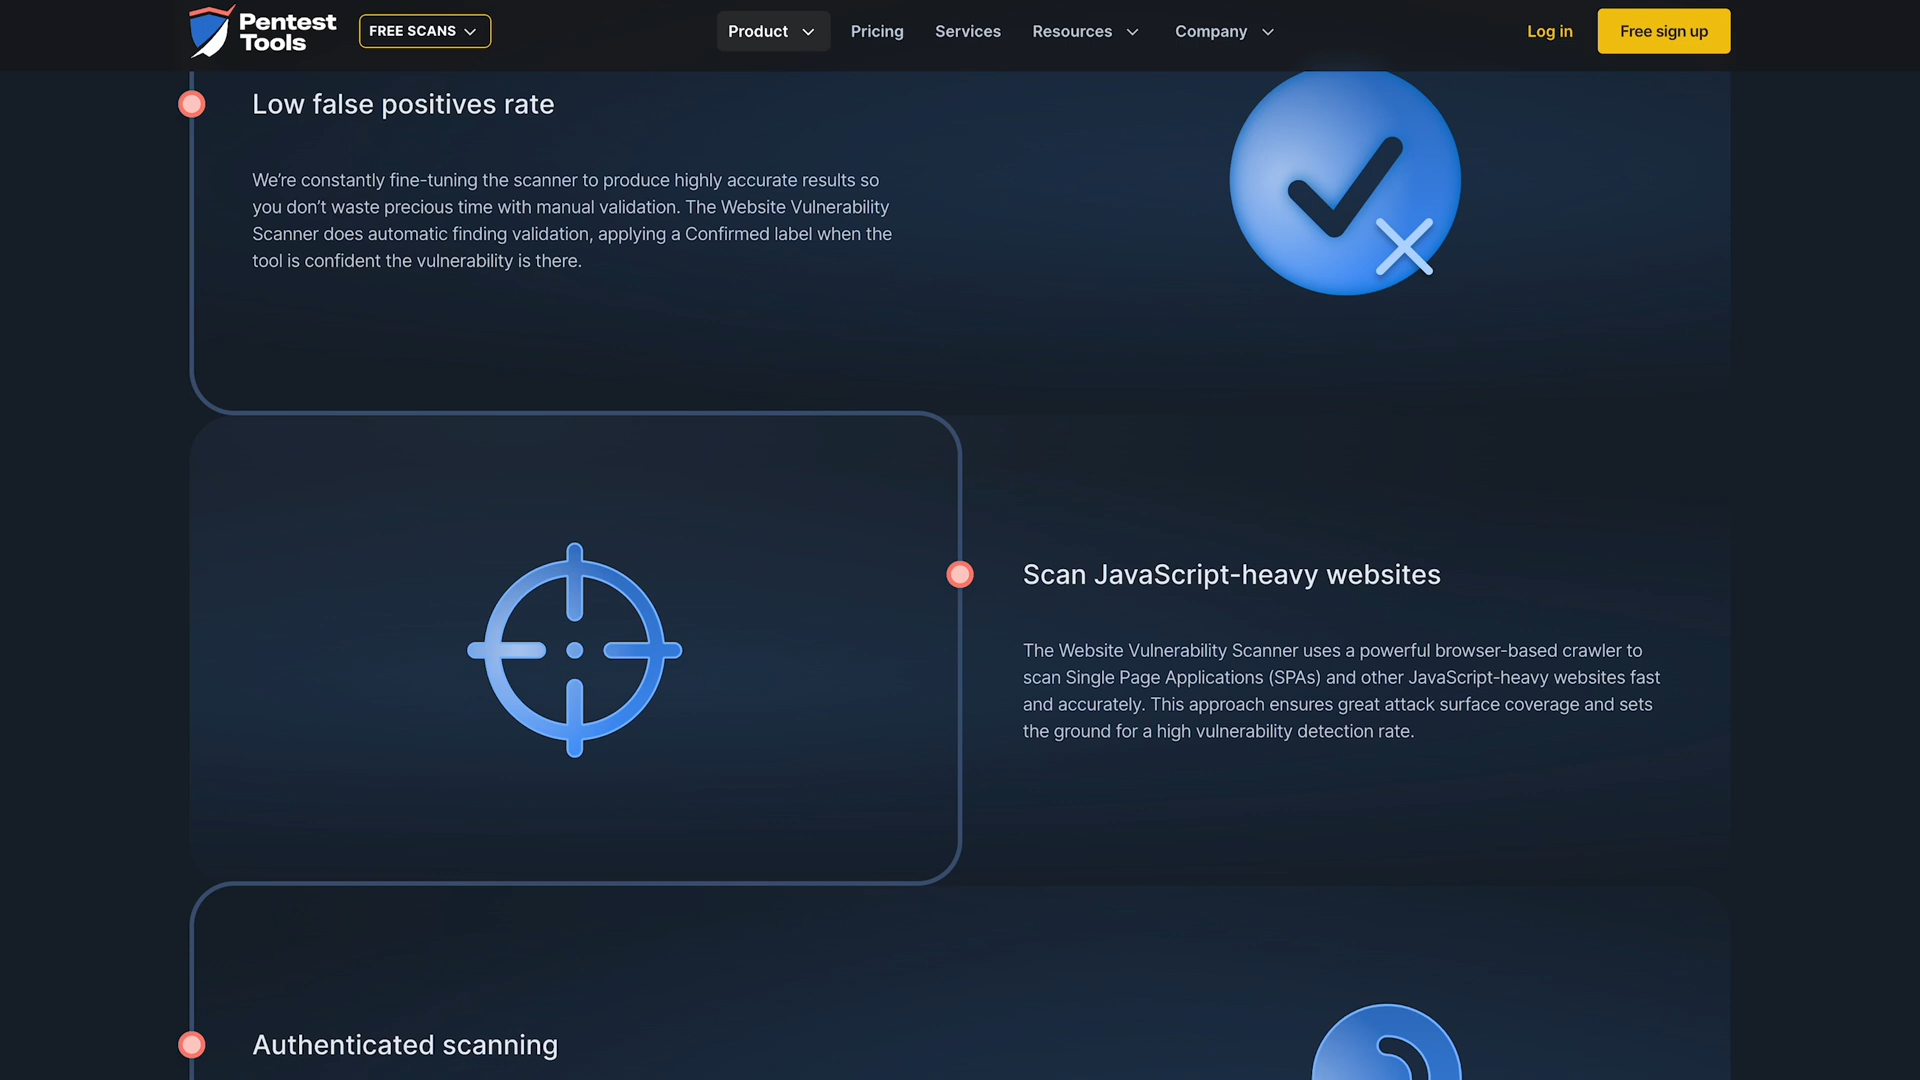 Pentest
Tools
FREE SCANS
Product
Pricing
Services
Resources
Company
Log in
Free sign up
Low false positives rate
We’re constantly fine-tuning the scanner to produce highly accurate results so
you don’t waste precious time with manual validation. The Website Vulnerability
Scanner does automatic finding validation, applying a Confirmed label when the
tool is confident the vulnerability is there.
Scan JavaScript-heavy websites
The Website Vulnerability Scanner uses a powerful browser-based crawler to
scan Single Page Applications (SPAs) and other JavaScript-heavy websites fast
and accurately. This approach ensures great attack surface coverage and sets
the ground for a high vulnerability detection rate.
Authenticated scanning